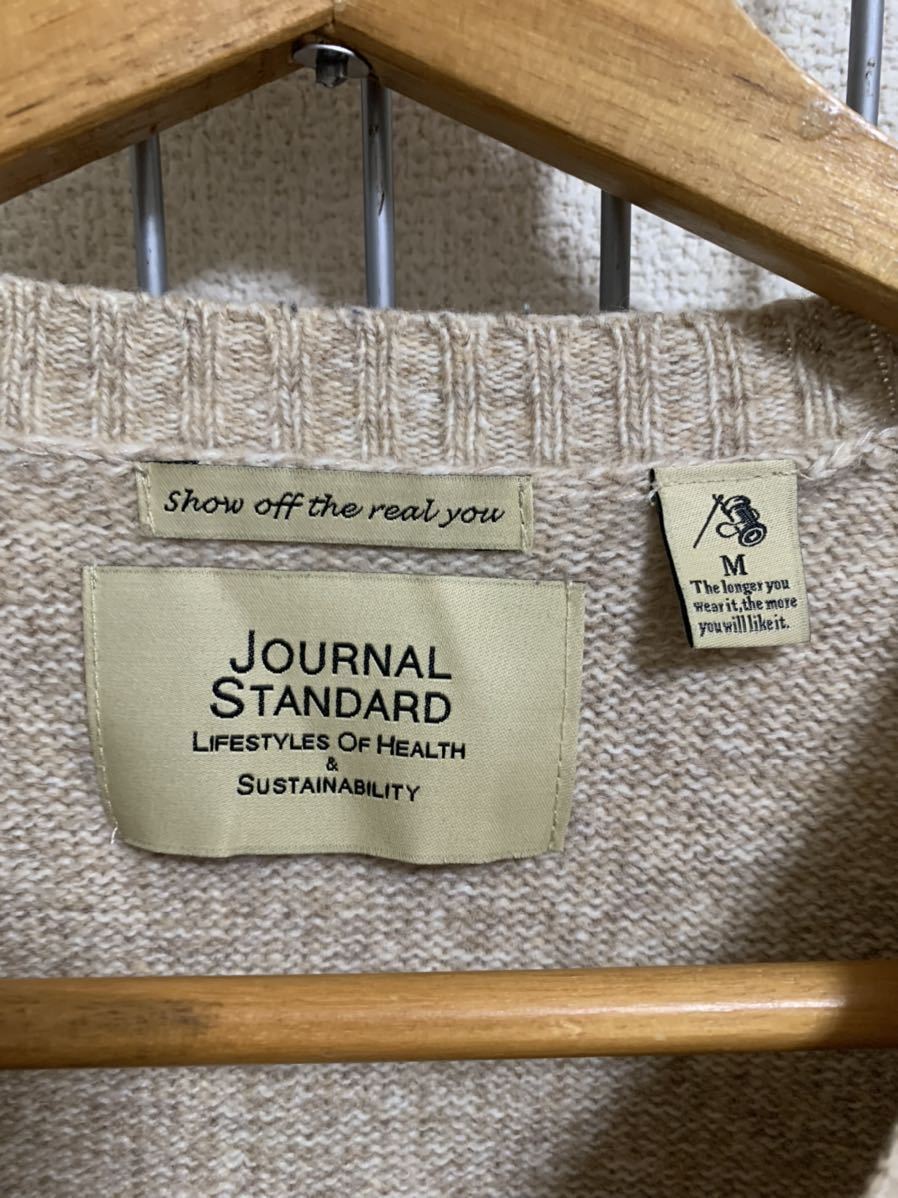 Show off the real you
M
The longer you
wear it, the more
you will like it.
JOURNAL
STANDARD
LIFESTYLES OF HEALTH
&
SUSTAINABILITY